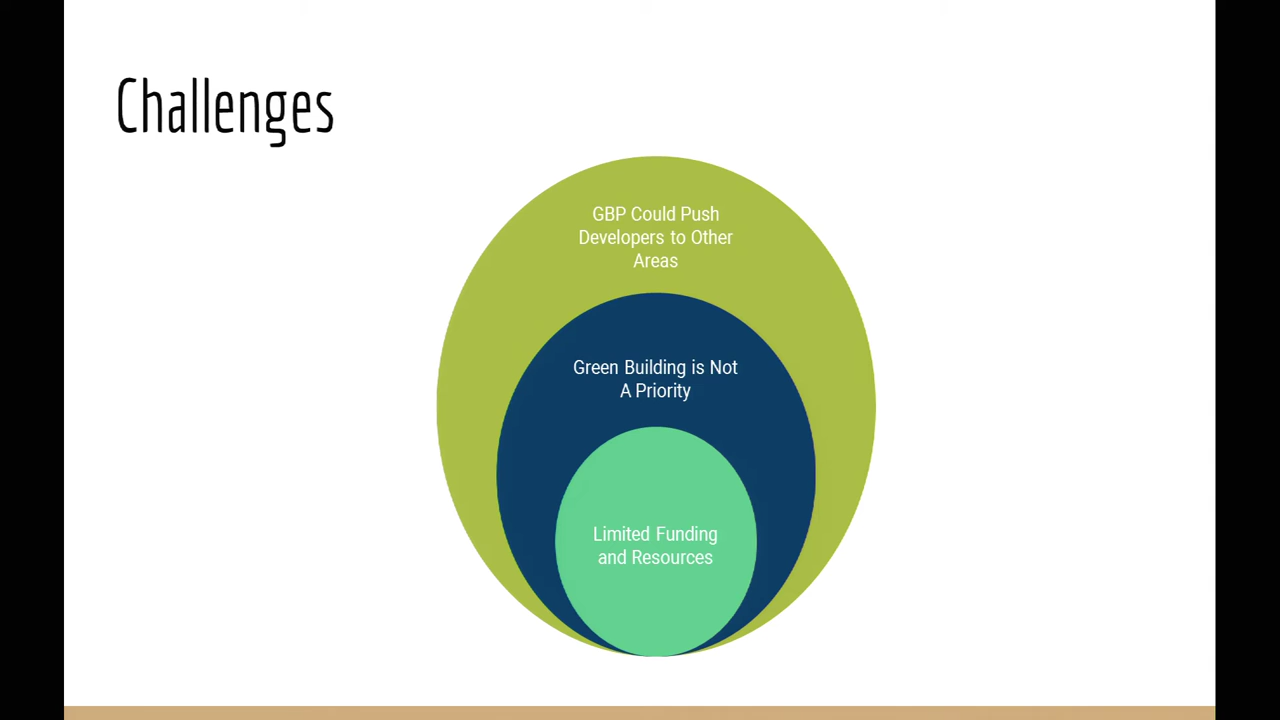 Challenges
GBP Could Push
Developers to Other
Areas
Green Building is Not
A Priority
Limited Funding
and Resources